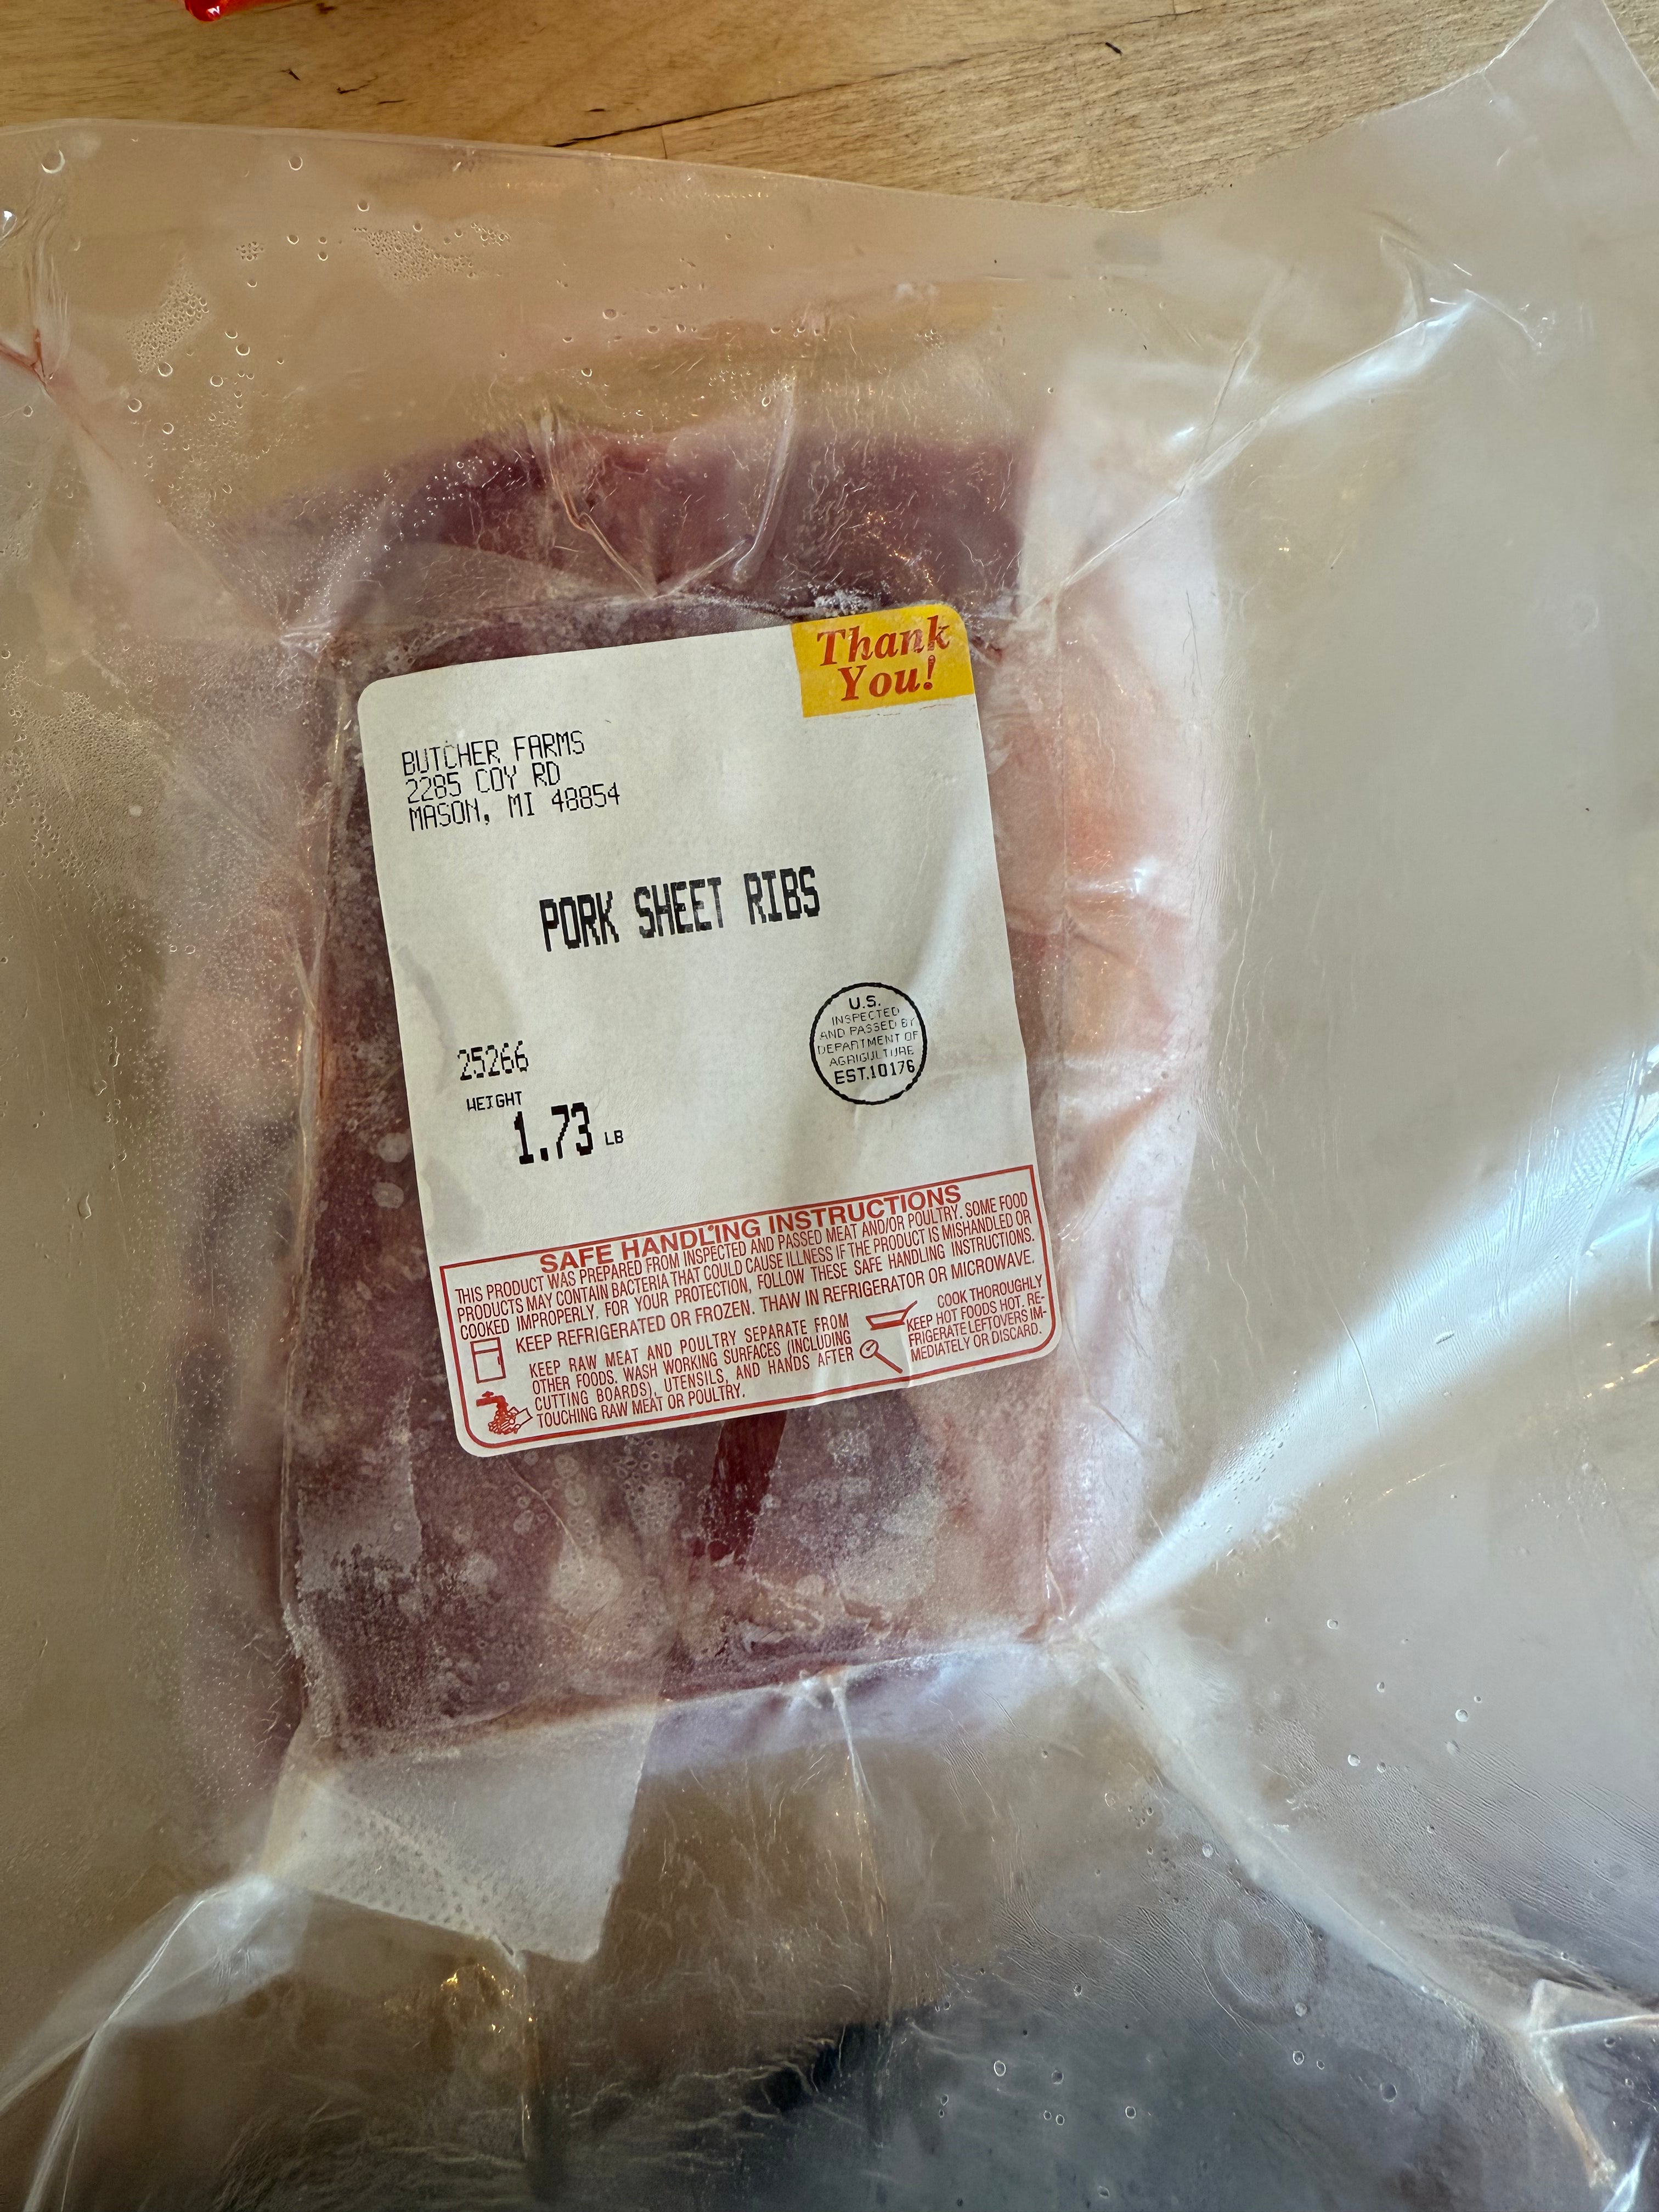 Thank
You!
BUTCHER FARMS
2285 COY RD
MASON, MI 48854
PORK SHEET RIBS
U.S.
INSPECTED
AND PASSED BY
DEPARTMENT OF
AGRICULTURE
EST.10176
25266
WEIGHT
1.73 LB
SAFE HANDLING INSTRUCTIONS
THIS PRODUCT WAS PREPARED FROM INSPECTED AND PASSED MEAT AND/OR POULTRY. SOME FOOD
PRODUCTS MAY CONTAIN BACTERIA THAT COULD CAUSE ILLNESS IF THE PRODUCT IS MISHANDLED OR
COOKED IMPROPERLY. FOR YOUR PROTECTION, FOLLOW THESE SAFE HANDLING INSTRUCTIONS.
KEEP REFRIGERATED OR FROZEN. THAW IN REFRIGERATOR OR MICROWAVE.
KEEP RAW MEAT AND POULTRY SEPARATE FROM
OTHER FOODS. WASH WORKING SURFACES (INCLUDING
CUTTING BOARDS), UTENSILS, AND HANDS AFTER
TOUCHING RAW MEAT OR POULTRY.
COOK THOROUGHLY
KEEP HOT FOODS HOT. RE-
FRIGERATE LEFTOVERS IM-
MEDIATELY OR DISCARD.